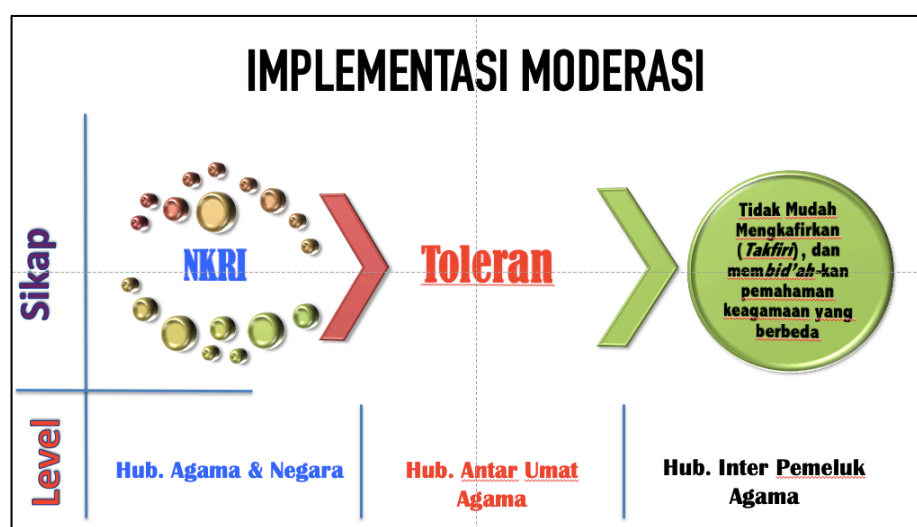 IMPLEMENTASI MODERASI
Sikap
NKRI
Toleran
Tidak Mudah
Mengkafirkan
(Takfiri), dan
membid'ah-kan
pemahaman
keagamaan yang
berbeda
Level
Hub. Agama & Negara
Hub. Antar Umat
Agama
Hub. Inter Pemeluk
Agama